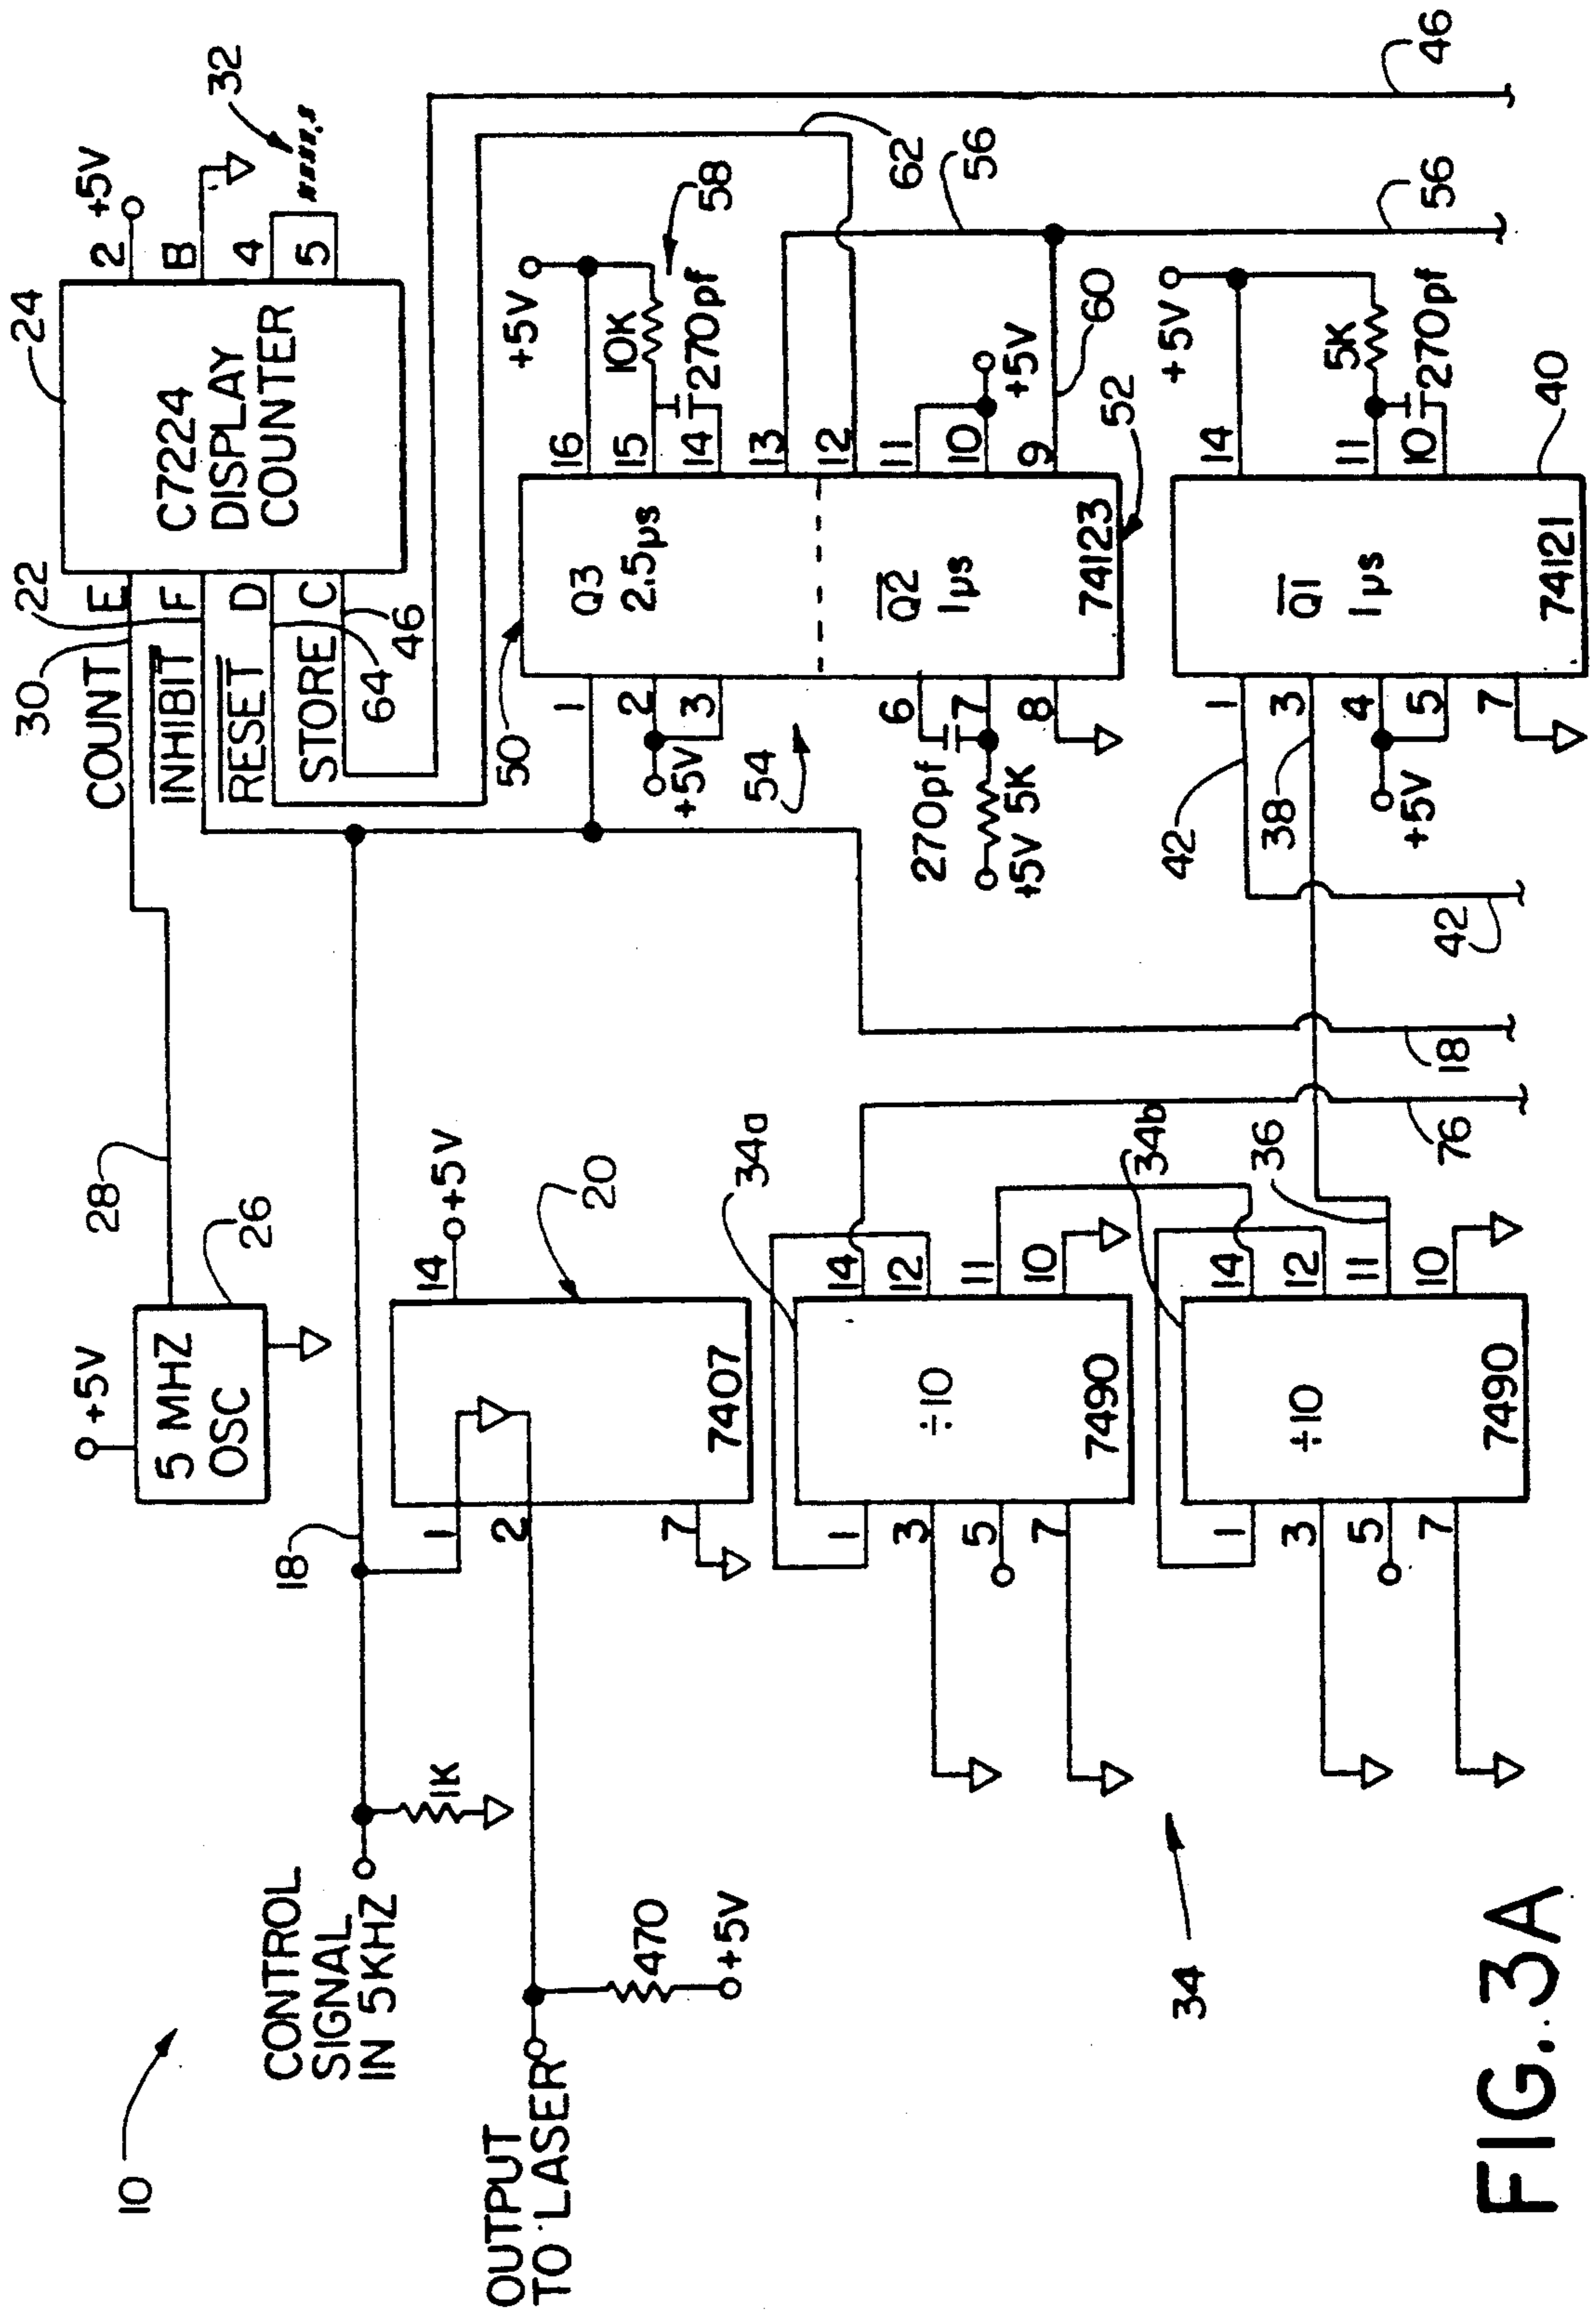 10
CONTROL
SIGNAL
IN 5KHZ
1K
OUTPUT
TO LASER
470
+5V
18
+5V
5 MHZ
OSC
26
28
30
22
COUNT
INHIBIT
RESET
STORE
E
F
D
C
64
46
24
C7224
DISPLAY
COUNTER
2
+5V
B
4
5
32
46
1
2
7
7407
14
+5V
20
34
1
3
5
7
÷10
7490
14
12
11
10
34a
1
3
5
7
÷10
7490
14
12
11
10
34b
36
76
18
42
50
1
2
3
+5V
54
6
7
8
270pf
+5V 5K
Q3
2.5µs
Q2
1µs
74123
16
15
14
13
12
11
10
9
+5V
10K
270pf
58
62
56
+5V
60
52
56
42
38
1
3
4
5
7
+5V
Q1
1µs
74121
14
11
10
+5V
5K
270pf
40
FIG. 3A